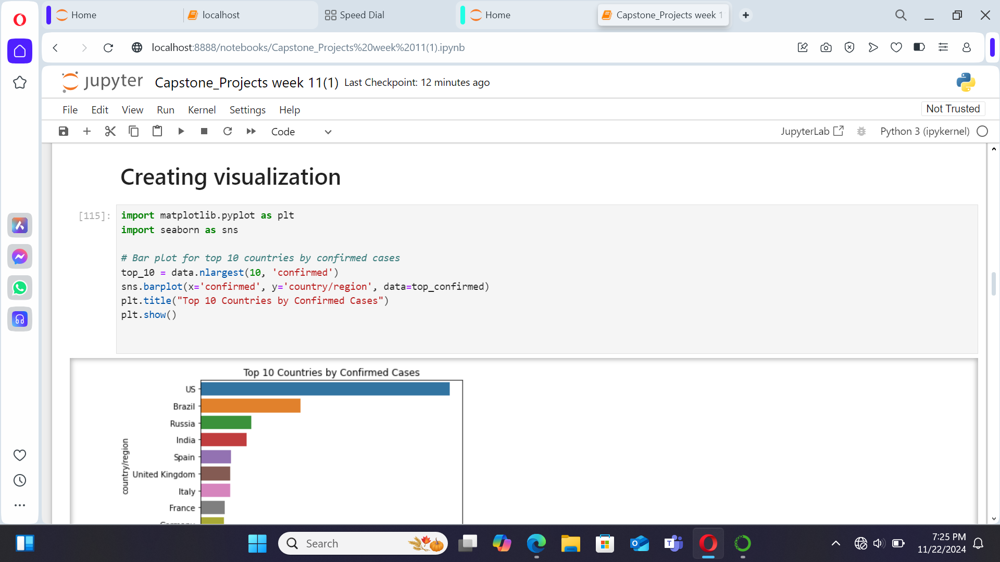 Home
localhost
Speed Dial
Home
Capstone_Projects week 1
localhost:8888/notebooks/Capstone_Projects%20week%2011(1).ipynb
jupyter
Capstone_Projects week 11(1) Last Checkpoint: 12 minutes ago
File Edit View Run Kernel Settings Help
Not Trusted
Code
JupyterLab
Python 3 (ipykernel)
Creating visualization
[115]:
import matplotlib.pyplot as plt
import seaborn as sns
# Bar plot for top 10 countries by confirmed cases
top_10 = data.nlargest(10, 'confirmed')
sns.barplot(x='confirmed', y='country/region', data=top_confirmed)
plt.title("Top 10 Countries by Confirmed Cases")
plt.show()
Top 10 Countries by Confirmed Cases
country/region
US
Brazil
Russia
India
Spain
United Kingdom
Italy
France
Search
7:25 PM
11/22/2024